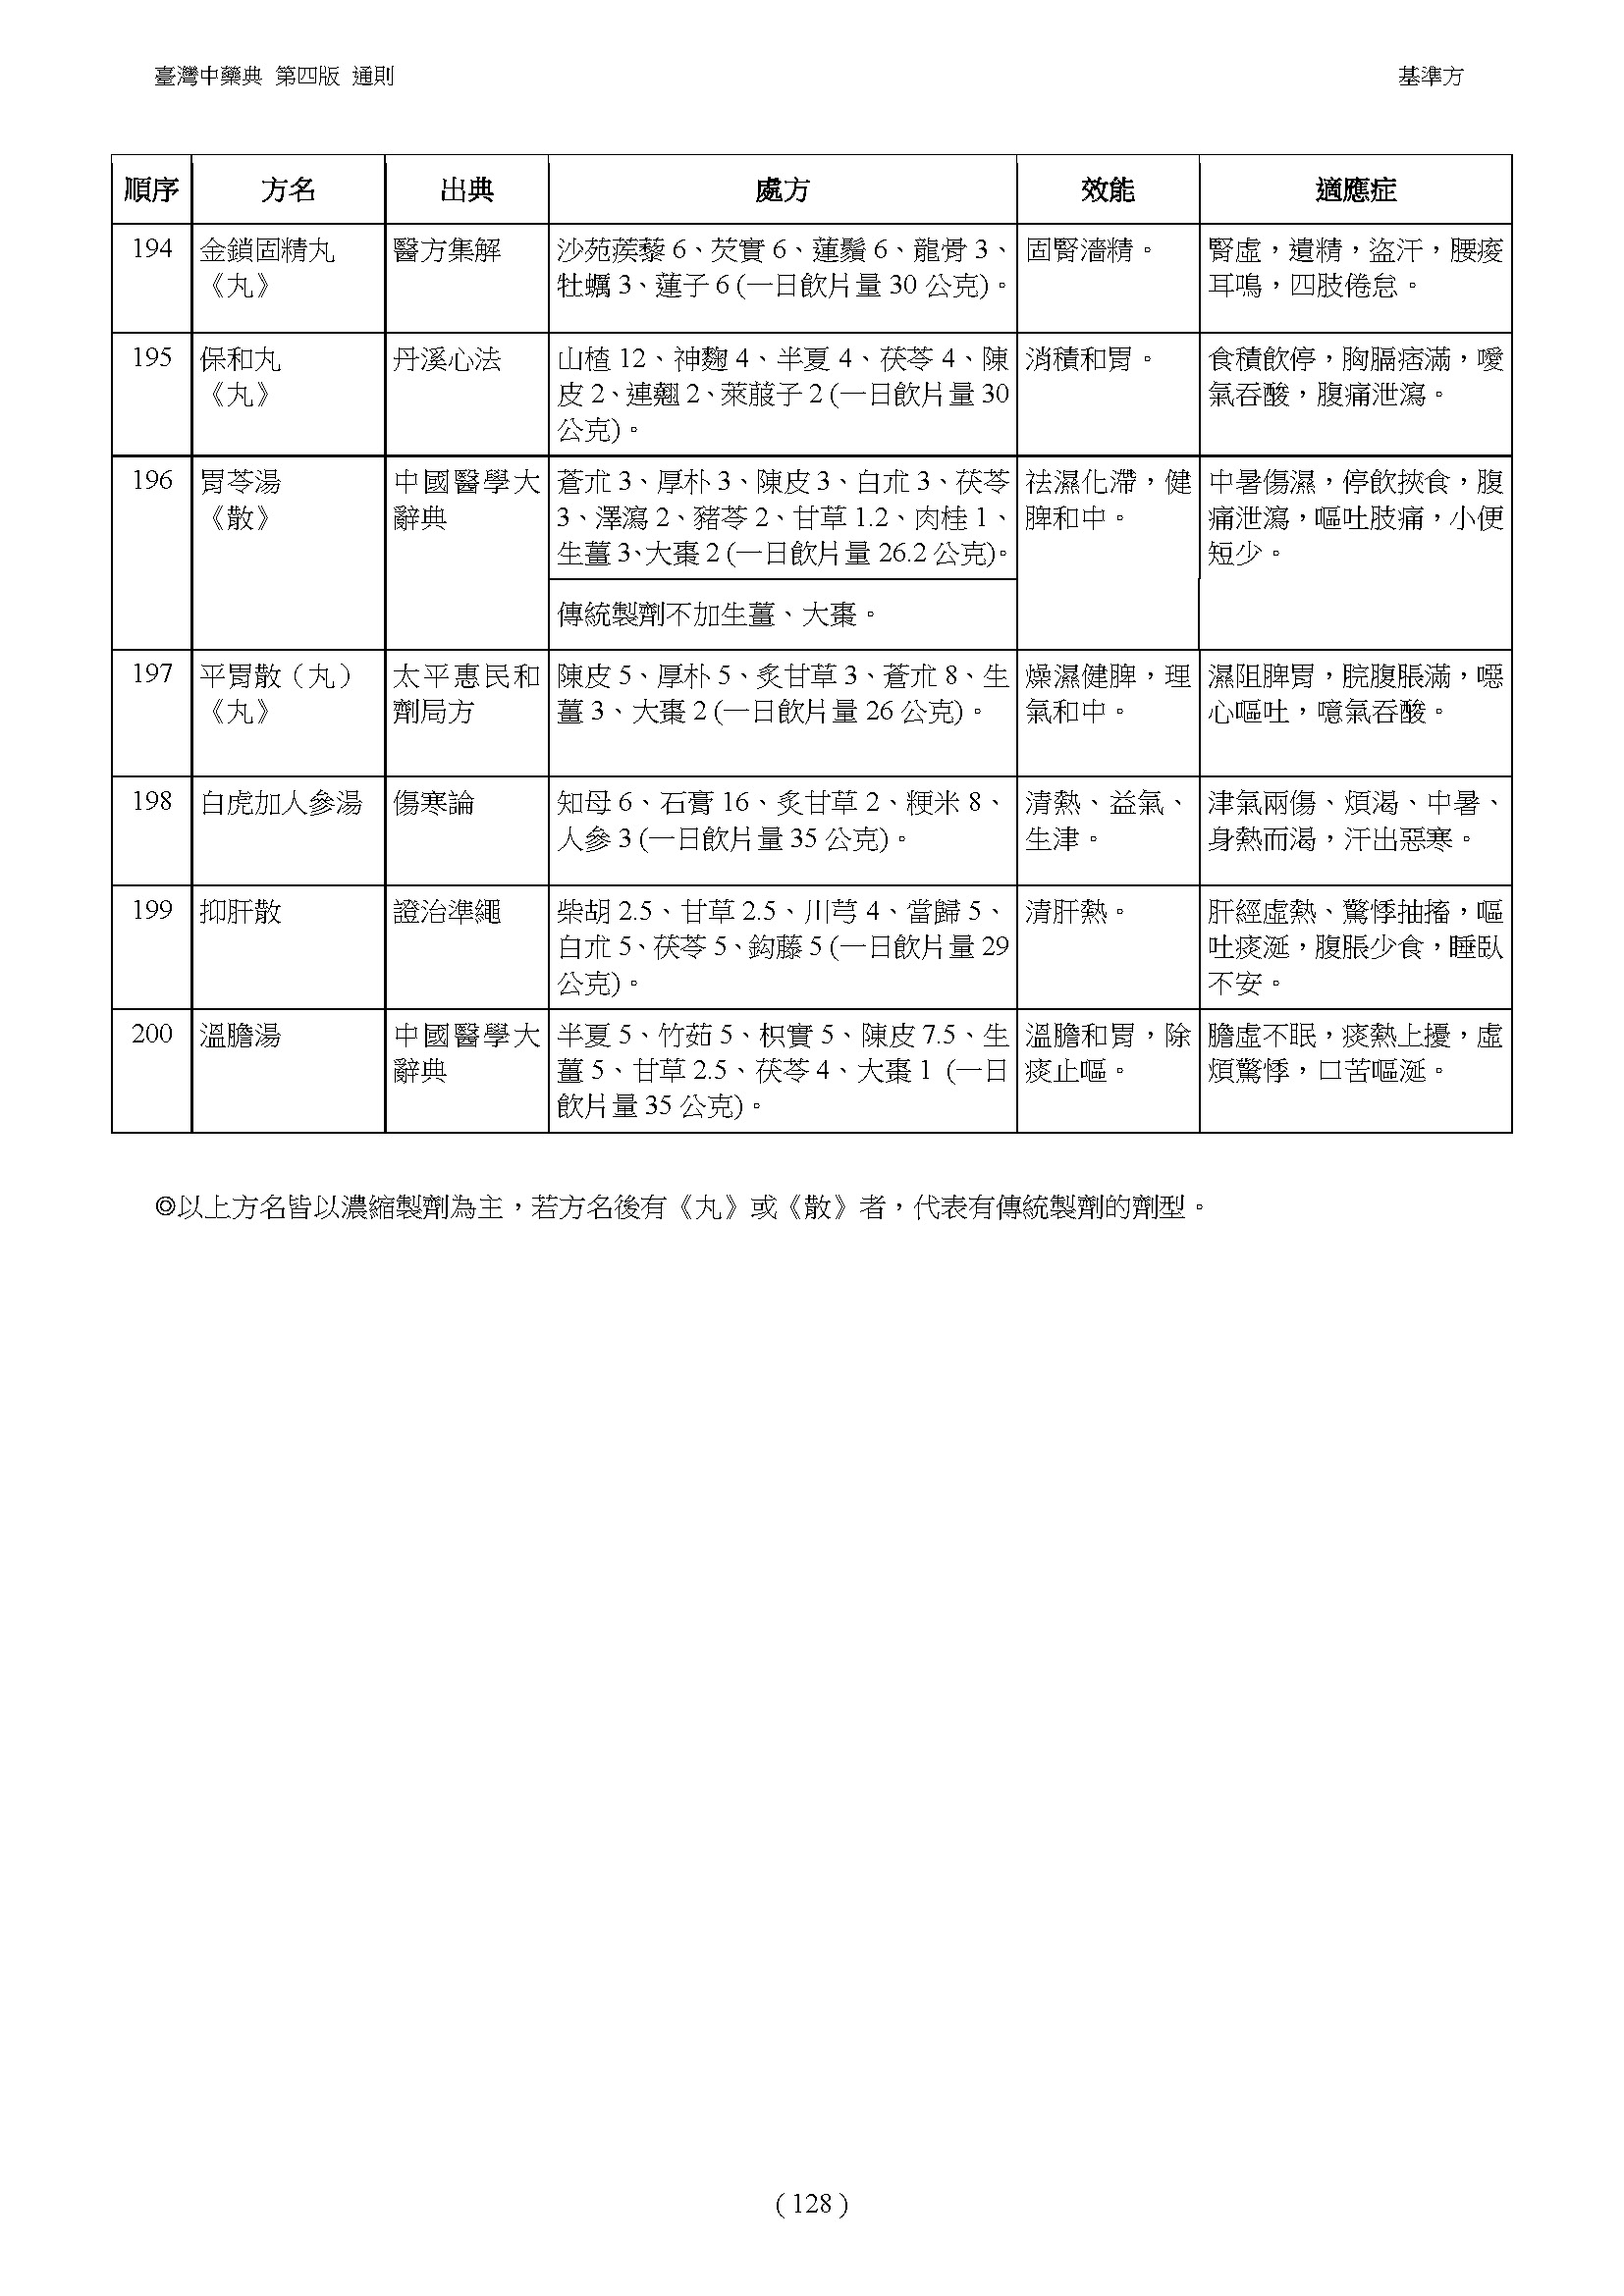 臺灣中藥典 第四版 通則 基準方
順序 方名 出典 處方 效能 適應症
194 金鎖固精丸 醫方集解 沙苑蒺藜 6、芡實 6、蓮鬚 6、龍骨 3、 固腎濇精。 腎虛，遺精，盜汗，腰痠
《丸》 牡蠣 3、蓮子 6 (一日飲片量 30 公克)。 耳鳴，四肢倦怠。
195 保和丸 丹溪心法 山楂 12、神麴 4、半夏 4、茯苓 4、陳 消積和胃。 食積飲停，胸膈痞滿，噯
《丸》 皮 2、連翹 2、萊菔子 2 (一日飲片量 30 氣吞酸，腹痛泄瀉。
公克)。
196 胃苓湯 中國醫學大 蒼朮 3、厚朴 3、陳皮 3、白朮 3、茯苓 祛濕化滯，健 中暑傷濕，停飲挾食，腹
《散》 辭典 3、澤瀉 2、豬苓 2、甘草 1.2、肉桂 1、 脾和中。 痛泄瀉，嘔吐肢痛，小便
生薑 3、大棗 2 (一日飲片量 26.2 公克)。 短少。
傳統製劑不加生薑、大棗。
197 平胃散（丸） 太平惠民和 陳皮 5、厚朴 5、炙甘草 3、蒼朮 8、生 燥濕健脾，理 濕阻脾胃，脘腹脹滿，噁
《丸》 劑局方 薑 3、大棗 2 (一日飲片量 26 公克)。 氣和中。 心嘔吐，噫氣吞酸。
198 白虎加人參湯 傷寒論 知母 6、石膏 16、炙甘草 2、粳米 8、 清熱、益氣、 津氣兩傷、煩渴、中暑、
人參 3 (一日飲片量 35 公克)。 生津。 身熱而渴，汗出惡寒。
199 抑肝散 證治準繩 柴胡 2.5、甘草 2.5、川芎 4、當歸 5、 清肝熱。 肝經虛熱、驚悸抽搐，嘔
白朮 5、茯苓 5、鈎藤 5 (一日飲片量 29 吐痰涎，腹脹少食，睡臥
公克)。 不安。
200 溫膽湯 中國醫學大 半夏 5、竹茹 5、枳實 5、陳皮 7.5、生 溫膽和胃，除 膽虛不眠，痰熱上擾，虛
辭典 薑 5、甘草 2.5、茯苓 4、大棗 1 (一日 痰止嘔。 煩驚悸，口苦嘔涎。
飲片量 35 公克)。
◎以上方名皆以濃縮製劑為主，若方名後有《丸》或《散》者，代表有傳統製劑的劑型。
( 128 )